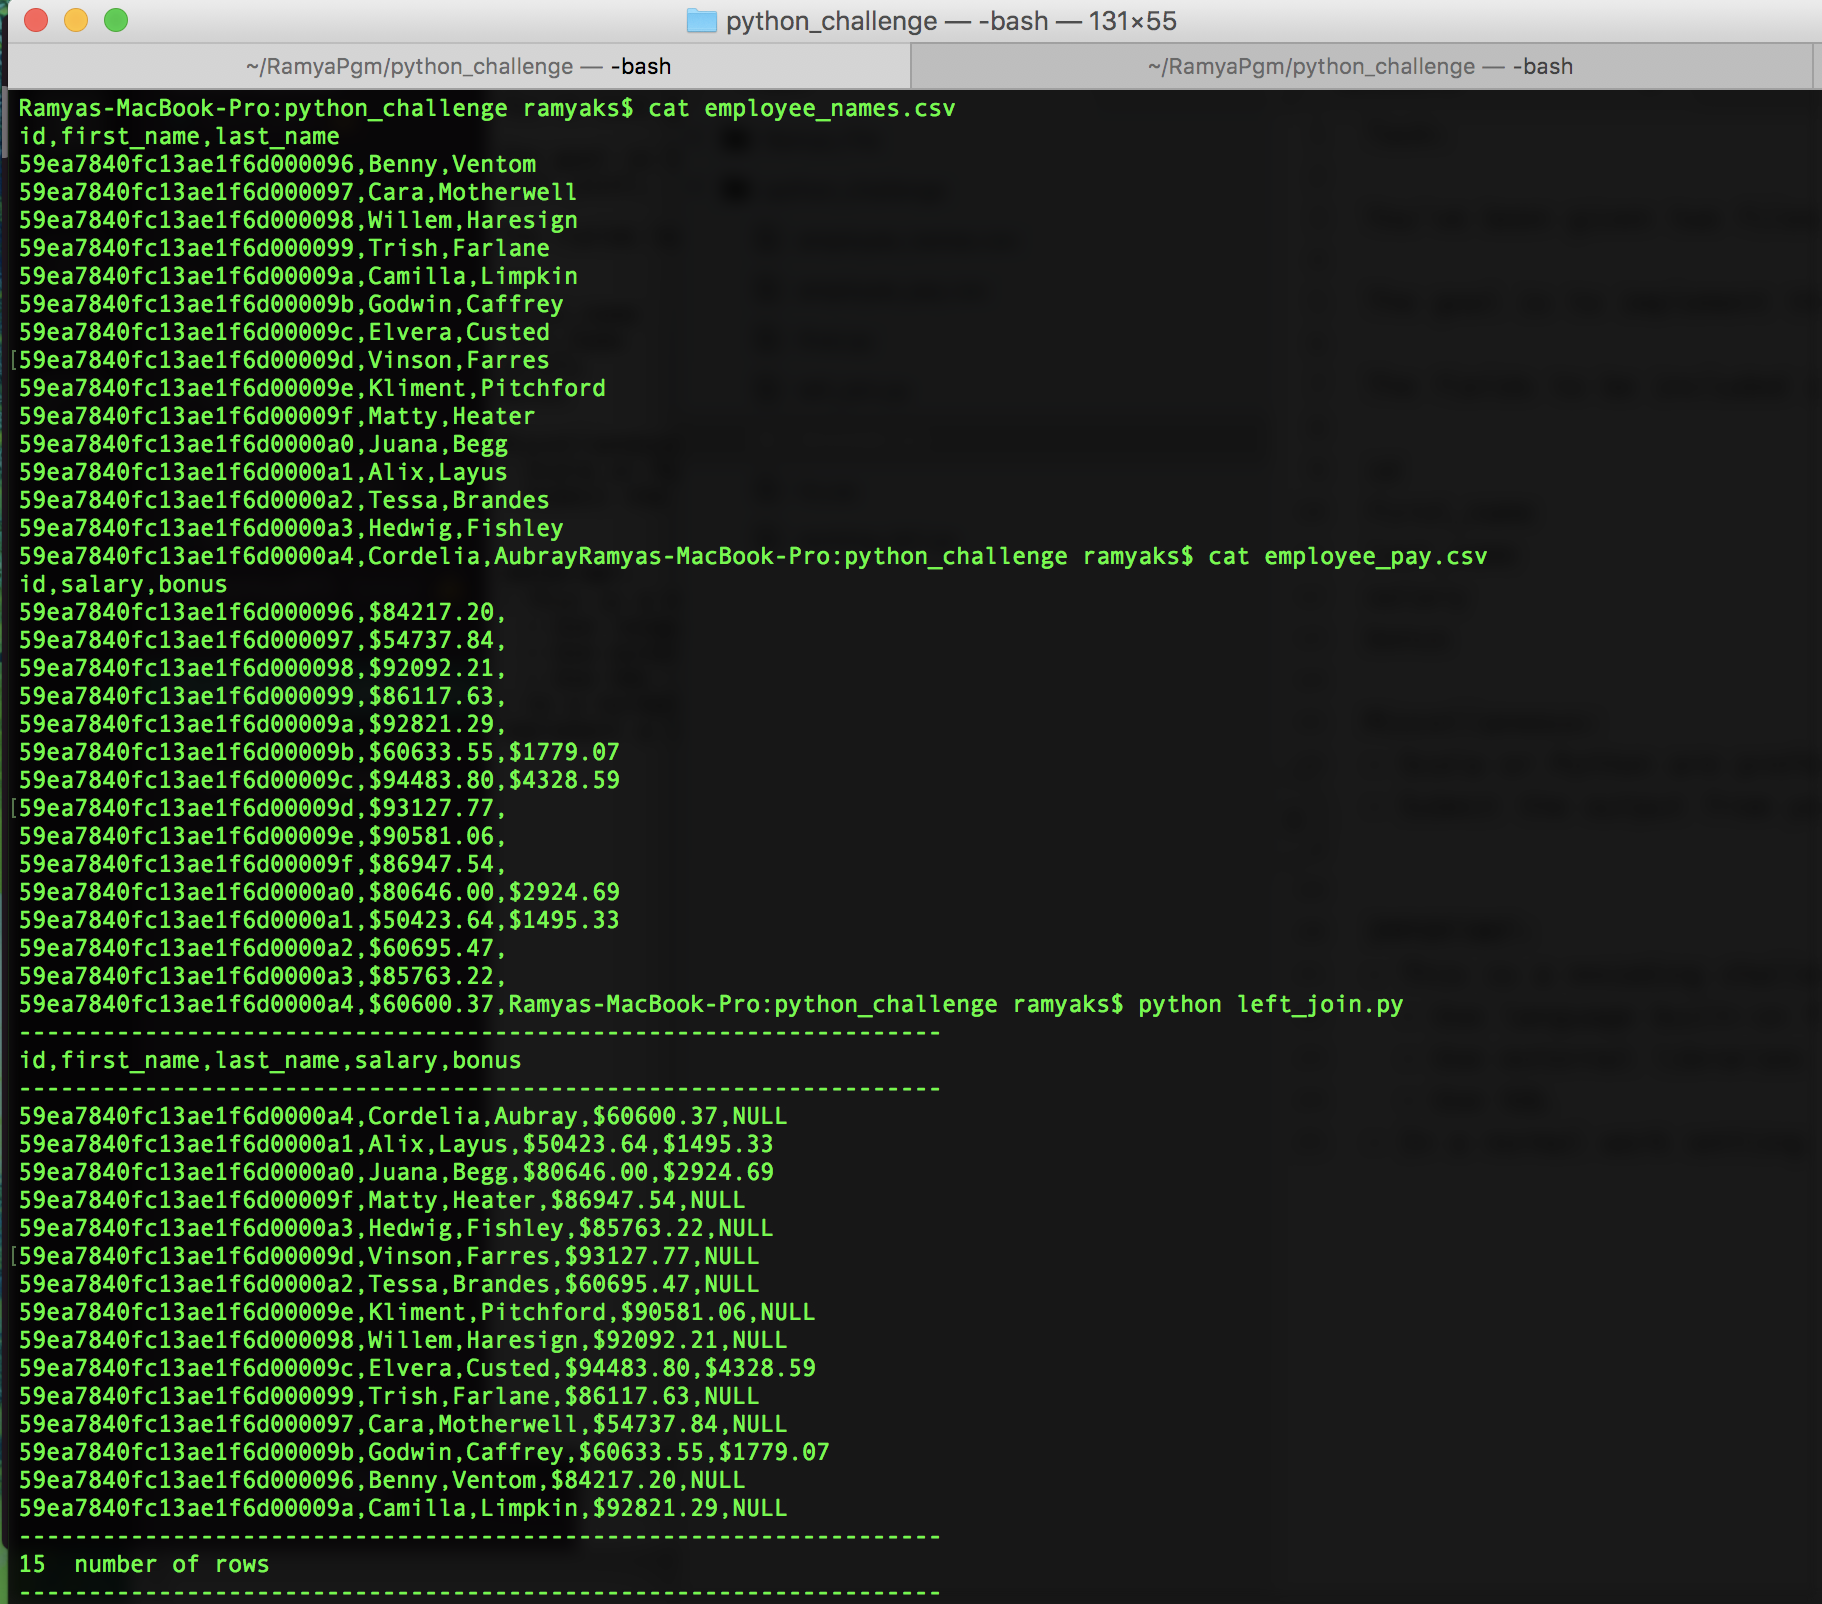 python_challenge — -bash — 131×55
~/RamyaPgm/python_challenge — -bash
~/RamyaPgm/python_challenge — -bash
Ramyas-MacBook-Pro:python_challenge ramyaks$ cat employee_names.csv
id,first_name,last_name
59ea7840fc13ae1f6d000096,Benny,Ventom
59ea7840fc13ae1f6d000097,Cara,Motherwell
59ea7840fc13ae1f6d000098,Willem,Haresign
59ea7840fc13ae1f6d000099,Trish,Farlane
59ea7840fc13ae1f6d00009a,Camilla,Limpkin
59ea7840fc13ae1f6d00009b,Godwin,Caffrey
59ea7840fc13ae1f6d00009c,Elvera,Custed
[59ea7840fc13ae1f6d00009d,Vinson,Farres
59ea7840fc13ae1f6d00009e,Kliment,Pitchford
59ea7840fc13ae1f6d00009f,Matty,Heater
59ea7840fc13ae1f6d0000a0,Juana,Begg
59ea7840fc13ae1f6d0000a1,Alix,Layus
59ea7840fc13ae1f6d0000a2,Tessa,Brandes
59ea7840fc13ae1f6d0000a3,Hedwig,Fishley
59ea7840fc13ae1f6d0000a4,Cordelia,AubrayRamyas-MacBook-Pro:python_challenge ramyaks$ cat employee_pay.csv
id,salary,bonus
59ea7840fc13ae1f6d000096,$84217.20,
59ea7840fc13ae1f6d000097,$54737.84,
59ea7840fc13ae1f6d000098,$92092.21,
59ea7840fc13ae1f6d000099,$86117.63,
59ea7840fc13ae1f6d00009a,$92821.29,
59ea7840fc13ae1f6d00009b,$60633.55,$1779.07
59ea7840fc13ae1f6d00009c,$94483.80,$4328.59
[59ea7840fc13ae1f6d00009d,$93127.77,
59ea7840fc13ae1f6d00009e,$90581.06,
59ea7840fc13ae1f6d00009f,$86947.54,
59ea7840fc13ae1f6d0000a0,$80646.00,$2924.69
59ea7840fc13ae1f6d0000a1,$50423.64,$1495.33
59ea7840fc13ae1f6d0000a2,$60695.47,
59ea7840fc13ae1f6d0000a3,$85763.22,
59ea7840fc13ae1f6d0000a4,$60600.37,Ramyas-MacBook-Pro:python_challenge ramyaks$ python left_join.py
------------------------------------------------------------------
id,first_name,last_name,salary,bonus
------------------------------------------------------------------
59ea7840fc13ae1f6d0000a4,Cordelia,Aubray,$60600.37,NULL
59ea7840fc13ae1f6d0000a1,Alix,Layus,$50423.64,$1495.33
59ea7840fc13ae1f6d0000a0,Juana,Begg,$80646.00,$2924.69
59ea7840fc13ae1f6d00009f,Matty,Heater,$86947.54,NULL
59ea7840fc13ae1f6d0000a3,Hedwig,Fishley,$85763.22,NULL
[59ea7840fc13ae1f6d00009d,Vinson,Farres,$93127.77,NULL
59ea7840fc13ae1f6d0000a2,Tessa,Brandes,$60695.47,NULL
59ea7840fc13ae1f6d00009e,Kliment,Pitchford,$90581.06,NULL
59ea7840fc13ae1f6d000098,Willem,Haresign,$92092.21,NULL
59ea7840fc13ae1f6d00009c,Elvera,Custed,$94483.80,$4328.59
59ea7840fc13ae1f6d000099,Trish,Farlane,$86117.63,NULL
59ea7840fc13ae1f6d000097,Cara,Motherwell,$54737.84,NULL
59ea7840fc13ae1f6d00009b,Godwin,Caffrey,$60633.55,$1779.07
59ea7840fc13ae1f6d000096,Benny,Ventom,$84217.20,NULL
59ea7840fc13ae1f6d00009a,Camilla,Limpkin,$92821.29,NULL
------------------------------------------------------------------
15  number of rows
------------------------------------------------------------------